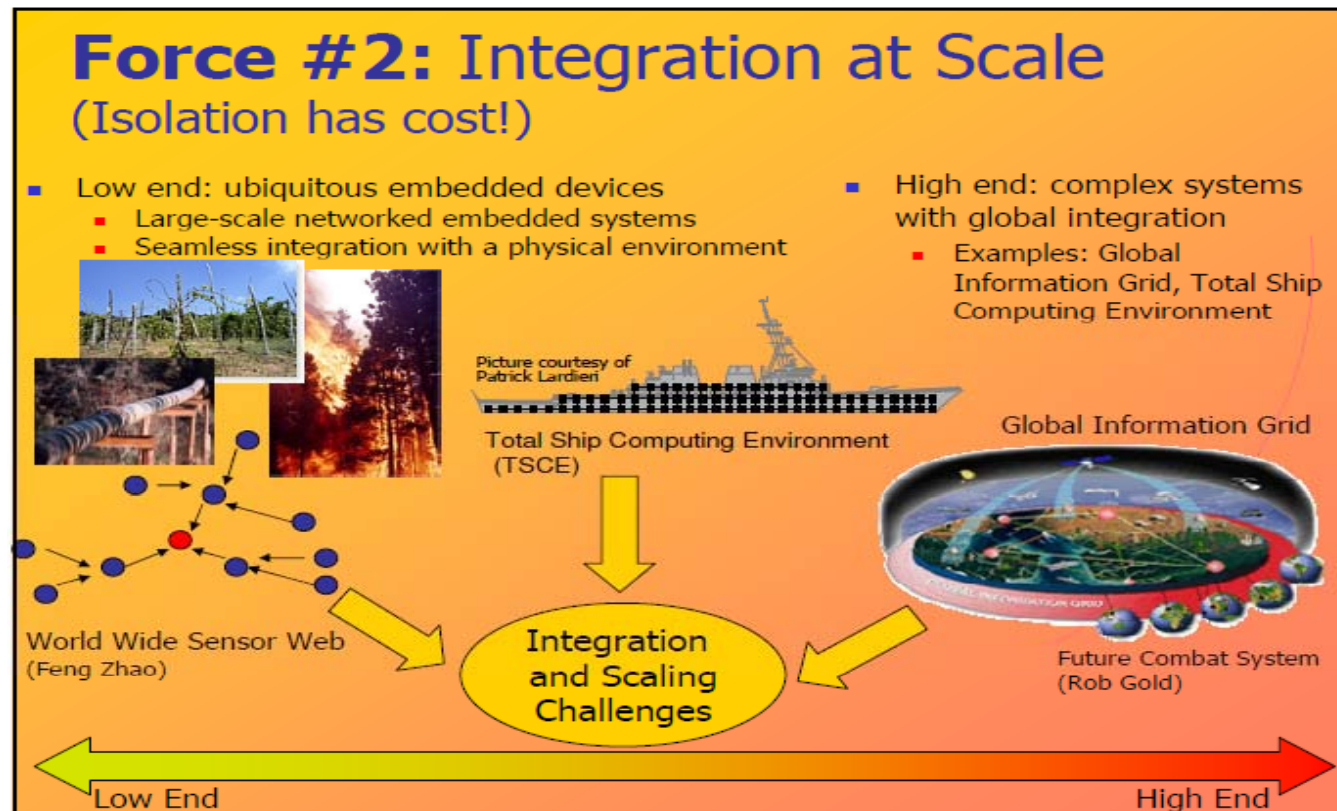 Force #2: Integration at Scale
(Isolation has cost!)
Low end: ubiquitous embedded devices
Large-scale networked embedded systems
Seamless integration with a physical environment
High end: complex systems
with global integration
Examples: Global
Information Grid, Total Ship
Computing Environment
Picture courtesy of
Patrick Lardieri
Total Ship Computing Environment
(TSCE)
Global Information Grid
GLOBAL INFORMATION GRID
World Wide Sensor Web
(Feng Zhao)
Integration
and Scaling
Challenges
Future Combat System
(Rob Gold)
Low End
High End